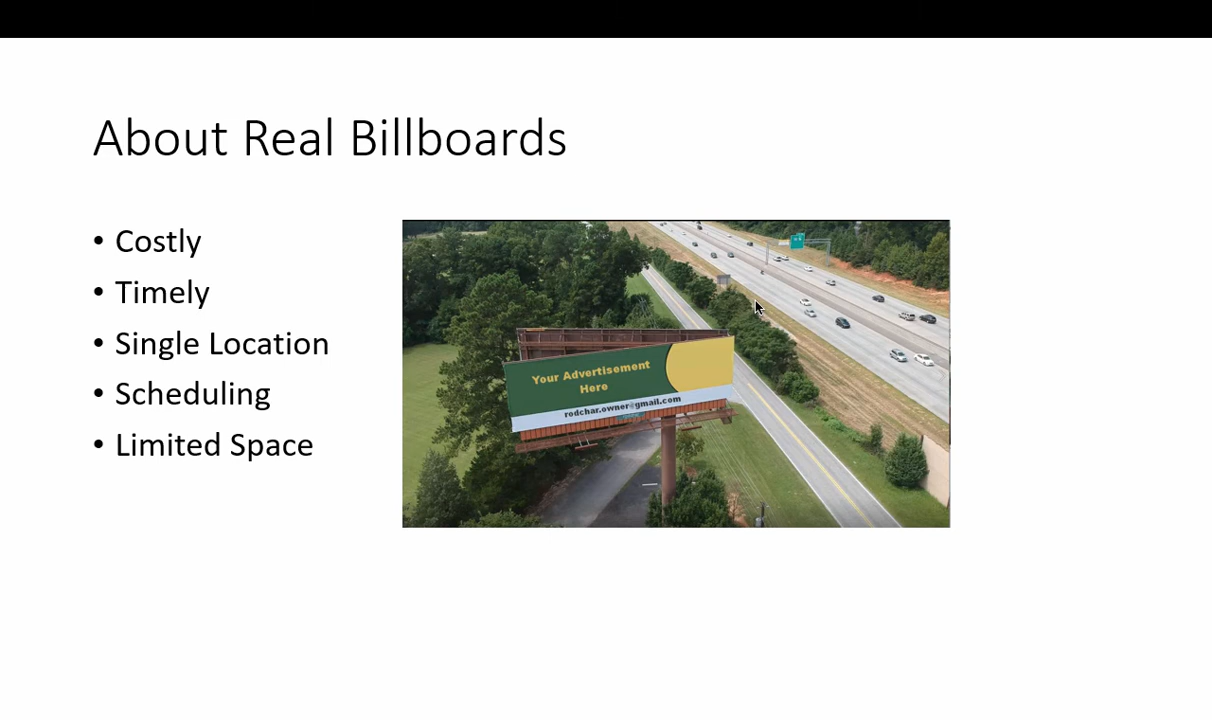 About Real Billboards
• Costly
• Timely
• Single Location
• Scheduling
• Limited Space
Your Advertisement
Here
rodchar.owner@gmail.com